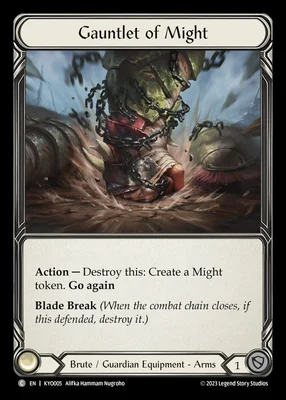 Gauntlet of Might
Action — Destroy this: Create a Might
token. Go again
Blade Break (When the combat chain closes, if
this defended, destroy it.)
Brute / Guardian Equipment - Arms
1
C EN | KYO005 Alifka Hammam Nugroho
©2023 Legend Story Studios